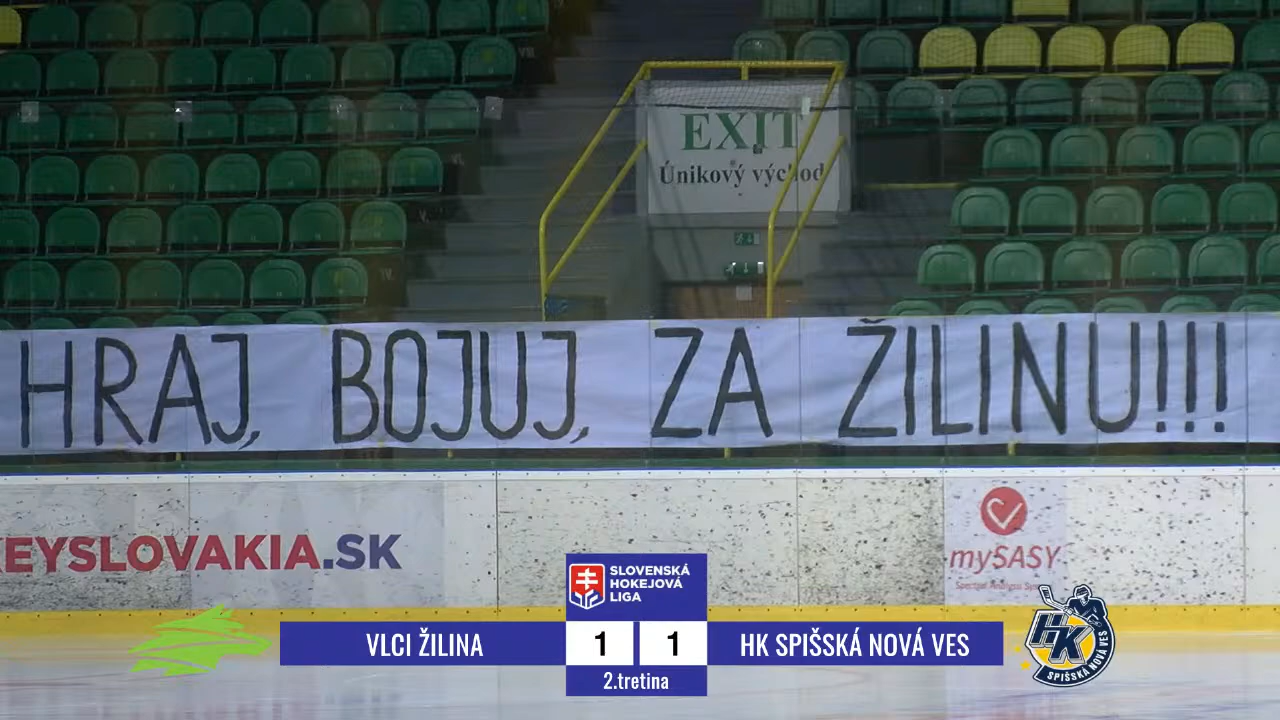 EXIT
Únikový východ
HRAJ, BOJUJ, ZA ŽILINU!!!
EYSLOVAKIA.SK
mySASY
SLOVENSKÁ
HOKEJOVÁ
LIGA
VLCI ŽILINA 1 1 HK SPIŠSKÁ NOVÁ VES
2.tretina
HK
SPIŠSKÁ NOVÁ VES